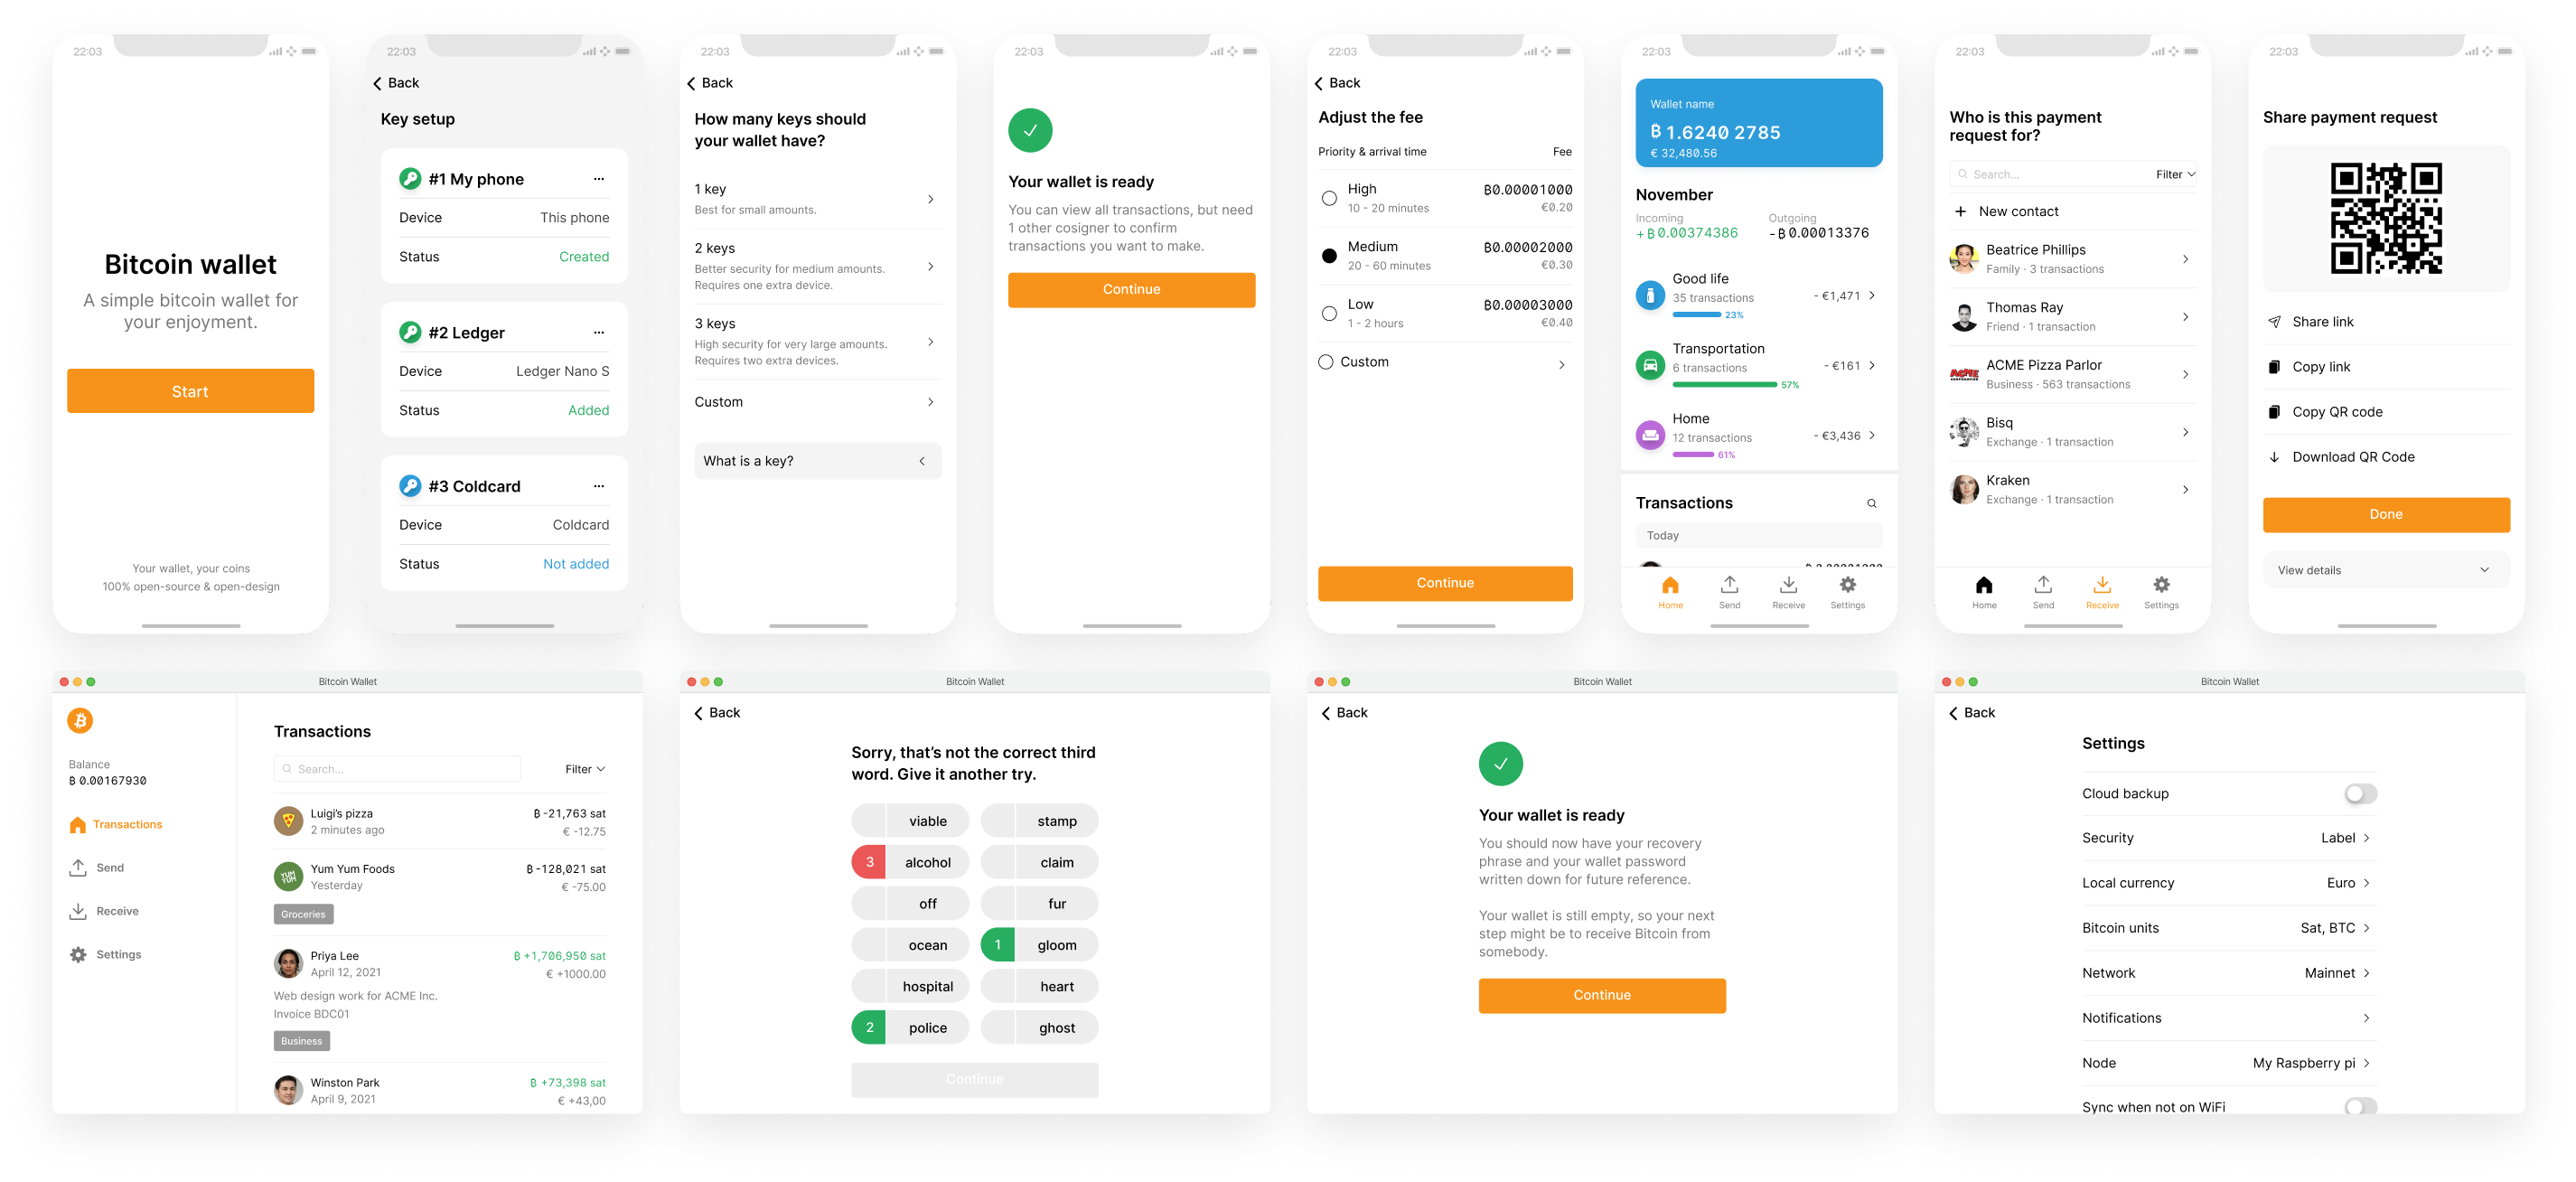 22:03
Bitcoin wallet
A simple bitcoin wallet for
your enjoyment.
Start
Your wallet, your coins
100% open-source & open-design
22:03
Back
Key setup
#1 My phone
Device This phone
Status Created
#2 Ledger
Device Ledger Nano S
Status Added
#3 Coldcard
Device Coldcard
Status Not added
22:03
Back
How many keys should
your wallet have?
1 key
Best for small amounts.
2 keys
Better security for medium amounts.
Requires one extra device.
3 keys
High security for very large amounts.
Requires two extra devices.
Custom
What is a key?
22:03
Your wallet is ready
You can view all transactions, but need
1 other cosigner to confirm
transactions you want to make.
Continue
22:03
Back
Adjust the fee
Priority & arrival time Fee
High ₿0.00001000
10 - 20 minutes €0.20
Medium ₿0.00002000
20 - 60 minutes €0.30
Low ₿0.00003000
1 - 2 hours €0.40
Custom
Continue
22:03
Wallet name
₿ 1.6240 2785
€ 32,480.56
November
Incoming Outgoing
+ ₿ 0.00374386 - ₿ 0.00013376
Good life
35 transactions - €1,471
23%
Transportation
6 transactions - €161
57%
Home
12 transactions - €3,436
61%
Transactions
Today
Home Send Receive Settings
22:03
Who is this payment
request for?
Search... Filter
New contact
Beatrice Phillips
Family · 3 transactions
Thomas Ray
Friend · 1 transaction
ACME
ACME Pizza Parlor
Business · 563 transactions
Bisq
Exchange · 1 transaction
Kraken
Exchange · 1 transaction
Home Send Receive Settings
22:03
Share payment request
Share link
Copy link
Copy QR code
Download QR Code
Done
View details
Bitcoin Wallet
Balance
₿ 0.00167930
Transactions
Send
Receive
Settings
Transactions
Search... Filter
Luigi's pizza ₿ -21,763 sat
2 minutes ago € -12.75
YUM
YUM
Yum Yum Foods ₿ -128,021 sat
Yesterday € -75.00
Groceries
Priya Lee ₿ +1,706,950 sat
April 12, 2021 € +1000.00
Web design work for ACME Inc.
Invoice BDC01
Business
Winston Park ₿ +73,398 sat
April 9, 2021 € +43,00
Bitcoin Wallet
Back
Sorry, that's not the correct third
word. Give it another try.
viable stamp
3 alcohol claim
off fur
ocean 1 gloom
hospital heart
2 police ghost
Continue
Bitcoin Wallet
Back
Your wallet is ready
You should now have your recovery
phrase and your wallet password
written down for future reference.
Your wallet is still empty, so your next
step might be to receive Bitcoin from
somebody.
Continue
Bitcoin Wallet
Back
Settings
Cloud backup
Security Label
Local currency Euro
Bitcoin units Sat, BTC
Network Mainnet
Notifications
Node My Raspberry pi
Sync when not on WiFi